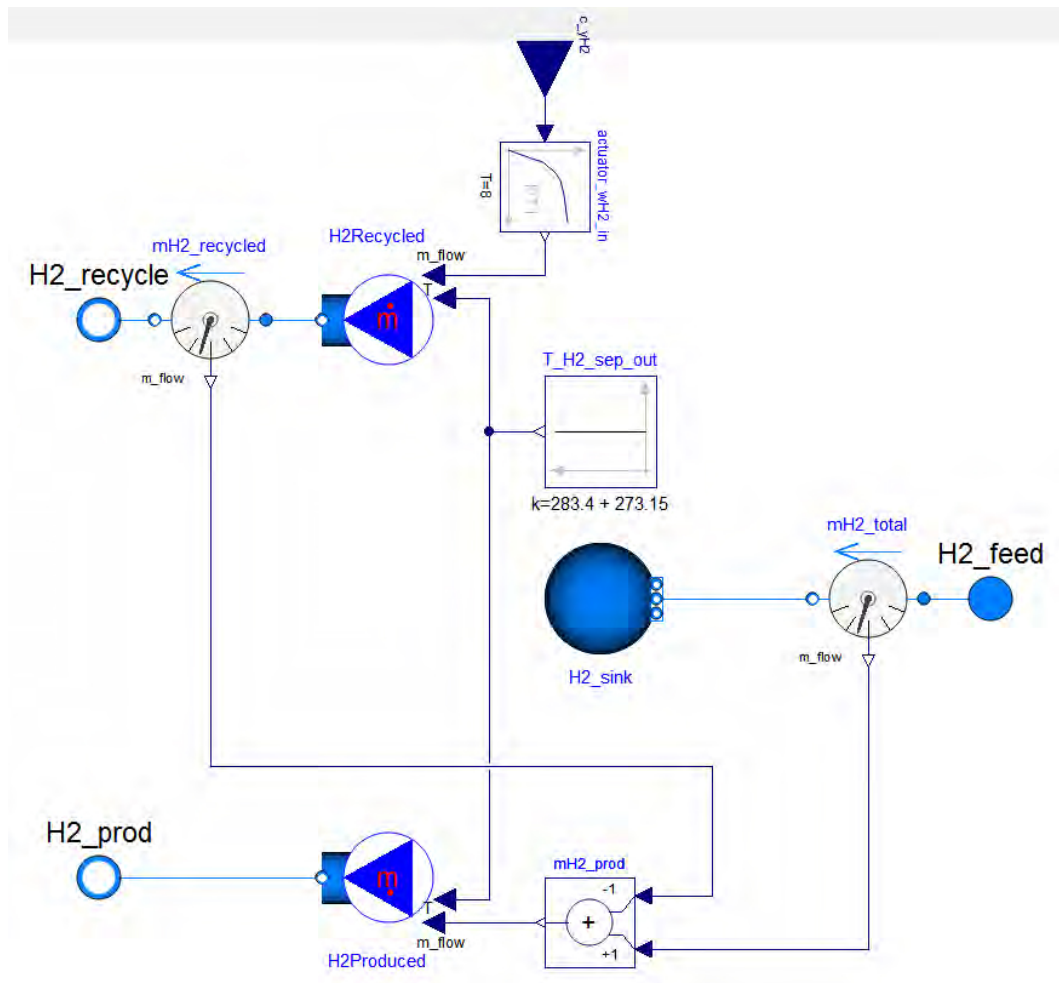 c_yH2
actuator_wH2_in
T=8
PT1
H2Recycled
m_flow
mH2_recycled
T
H2_recycle
ṁ
m_flow
T_H2_sep_out
k=283.4 + 273.15
mH2_total
H2_feed
m_flow
H2_sink
H2_prod
mH2_prod
-1
ṁ
T
+
m_flow
+1
H2Produced